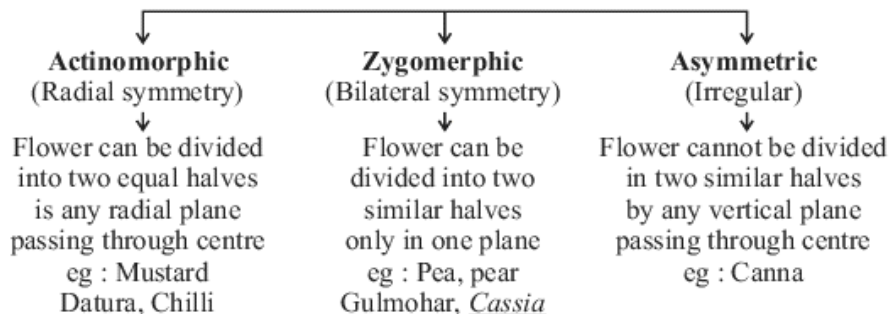 Actinomorphic
(Radial symmetry)
Flower can be divided
into two equal halves
is any radial plane
passing through centre
eg : Mustard
Datura, Chilli
Zygomerphic
(Bilateral symmetry)
Flower can be
divided into two
similar halves
only in one plane
eg : Pea, pear
Gulmohar, Cassia
Asymmetric
(Irregular)
Flower cannot be divided
in two similar halves
by any vertical plane
passing through centre
eg : Canna